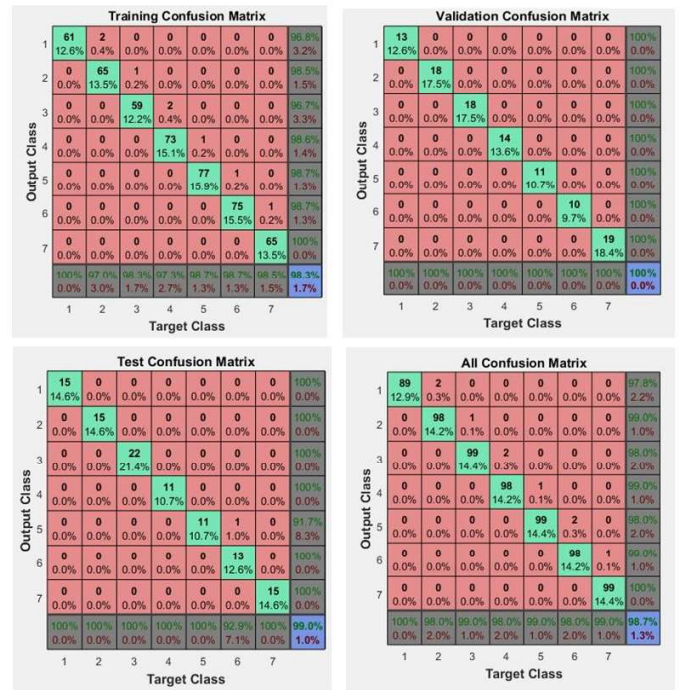 Training Confusion Matrix
1 61 2 0 0 0 0 0 96.8%
12.6% 0.4% 0.0% 0.0% 0.0% 0.0% 0.0% 3.2%
2 0 65 1 0 0 0 0 98.5%
0.0% 13.5% 0.2% 0.0% 0.0% 0.0% 0.0% 1.5%
3 0 0 59 2 0 0 0 96.7%
0.0% 0.0% 12.2% 0.4% 0.0% 0.0% 0.0% 3.3%
4 0 0 0 73 1 0 0 98.6%
0.0% 0.0% 0.0% 15.1% 0.2% 0.0% 0.0% 1.4%
5 0 0 0 0 77 1 0 98.7%
0.0% 0.0% 0.0% 0.0% 15.9% 0.2% 0.0% 1.3%
6 0 0 0 0 0 75 1 98.7%
0.0% 0.0% 0.0% 0.0% 0.0% 15.5% 0.2% 1.3%
7 0 0 0 0 0 0 65 100%
0.0% 0.0% 0.0% 0.0% 0.0% 0.0% 13.5% 0.0%
100% 97.0% 98.3% 97.3% 98.7% 98.7% 98.5% 98.3%
0.0% 3.0% 1.7% 2.7% 1.3% 1.3% 1.5% 1.7%
1 2 3 4 5 6 7
Target Class
Output Class
Validation Confusion Matrix
1 13 0 0 0 0 0 0 100%
12.6% 0.0% 0.0% 0.0% 0.0% 0.0% 0.0% 0.0%
2 0 18 0 0 0 0 0 100%
0.0% 17.5% 0.0% 0.0% 0.0% 0.0% 0.0% 0.0%
3 0 0 18 0 0 0 0 100%
0.0% 0.0% 17.5% 0.0% 0.0% 0.0% 0.0% 0.0%
4 0 0 0 14 0 0 0 100%
0.0% 0.0% 0.0% 13.6% 0.0% 0.0% 0.0% 0.0%
5 0 0 0 0 11 0 0 100%
0.0% 0.0% 0.0% 0.0% 10.7% 0.0% 0.0% 0.0%
6 0 0 0 0 0 10 0 100%
0.0% 0.0% 0.0% 0.0% 0.0% 9.7% 0.0% 0.0%
7 0 0 0 0 0 0 19 100%
0.0% 0.0% 0.0% 0.0% 0.0% 0.0% 18.4% 0.0%
100% 100% 100% 100% 100% 100% 100% 100%
0.0% 0.0% 0.0% 0.0% 0.0% 0.0% 0.0% 0.0%
1 2 3 4 5 6 7
Target Class
Output Class
Test Confusion Matrix
1 15 0 0 0 0 0 0 100%
14.6% 0.0% 0.0% 0.0% 0.0% 0.0% 0.0% 0.0%
2 0 15 0 0 0 0 0 100%
0.0% 14.6% 0.0% 0.0% 0.0% 0.0% 0.0% 0.0%
3 0 0 22 0 0 0 0 100%
0.0% 0.0% 21.4% 0.0% 0.0% 0.0% 0.0% 0.0%
4 0 0 0 11 0 0 0 100%
0.0% 0.0% 0.0% 10.7% 0.0% 0.0% 0.0% 0.0%
5 0 0 0 0 11 1 0 91.7%
0.0% 0.0% 0.0% 0.0% 10.7% 1.0% 0.0% 8.3%
6 0 0 0 0 0 13 0 100%
0.0% 0.0% 0.0% 0.0% 0.0% 12.6% 0.0% 0.0%
7 0 0 0 0 0 0 15 100%
0.0% 0.0% 0.0% 0.0% 0.0% 0.0% 14.6% 0.0%
100% 100% 100% 100% 100% 92.9% 100% 99.0%
0.0% 0.0% 0.0% 0.0% 0.0% 7.1% 0.0% 1.0%
1 2 3 4 5 6 7
Target Class
Output Class
All Confusion Matrix
1 89 2 0 0 0 0 0 97.8%
12.9% 0.3% 0.0% 0.0% 0.0% 0.0% 0.0% 2.2%
2 0 98 1 0 0 0 0 99.0%
0.0% 14.2% 0.1% 0.0% 0.0% 0.0% 0.0% 1.0%
3 0 0 99 2 0 0 0 98.0%
0.0% 0.0% 14.4% 0.3% 0.0% 0.0% 0.0% 2.0%
4 0 0 0 98 1 0 0 99.0%
0.0% 0.0% 0.0% 14.2% 0.1% 0.0% 0.0% 1.0%
5 0 0 0 0 99 2 0 98.0%
0.0% 0.0% 0.0% 0.0% 14.4% 0.3% 0.0% 2.0%
6 0 0 0 0 0 98 1 99.0%
0.0% 0.0% 0.0% 0.0% 0.0% 14.2% 0.1% 1.0%
7 0 0 0 0 0 0 99 100%
0.0% 0.0% 0.0% 0.0% 0.0% 0.0% 14.4% 0.0%
100% 98.0% 99.0% 98.0% 99.0% 98.0% 99.0% 98.7%
0.0% 2.0% 1.0% 2.0% 1.0% 2.0% 1.0% 1.3%
1 2 3 4 5 6 7
Target Class
Output Class